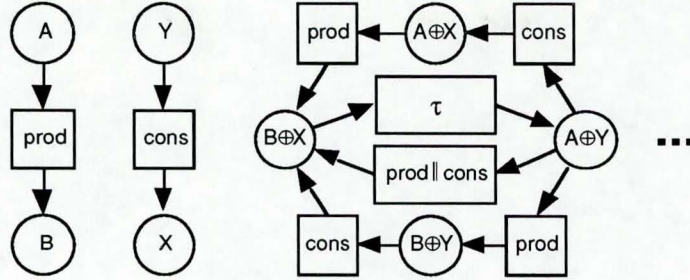 A Y prod A⊕X cons
prod cons B⊕X τ A⊕Y ...
prod || cons
B X cons B⊕Y prod